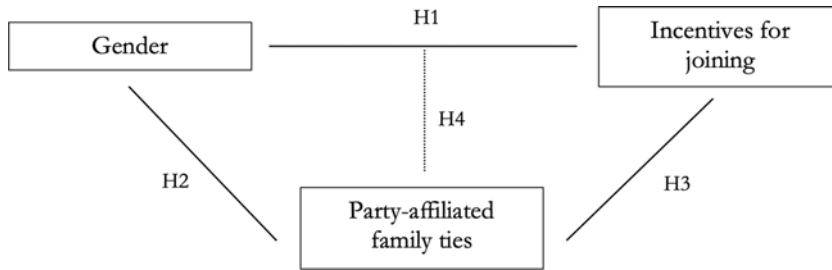 H1
Gender
Incentives for
joining
H4
H2
H3
Party-affiliated
family ties